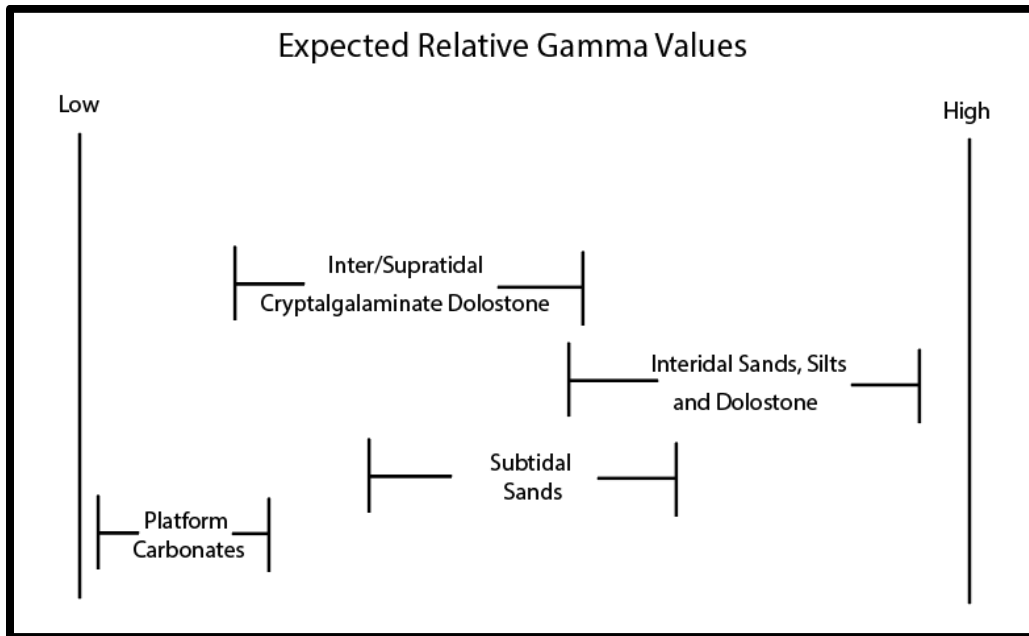 Expected Relative Gamma Values
Low
High
Inter/Supratidal
Cryptalgalaminate Dolostone
Interidal Sands, Silts
and Dolostone
Subtidal
Sands
Platform
Carbonates